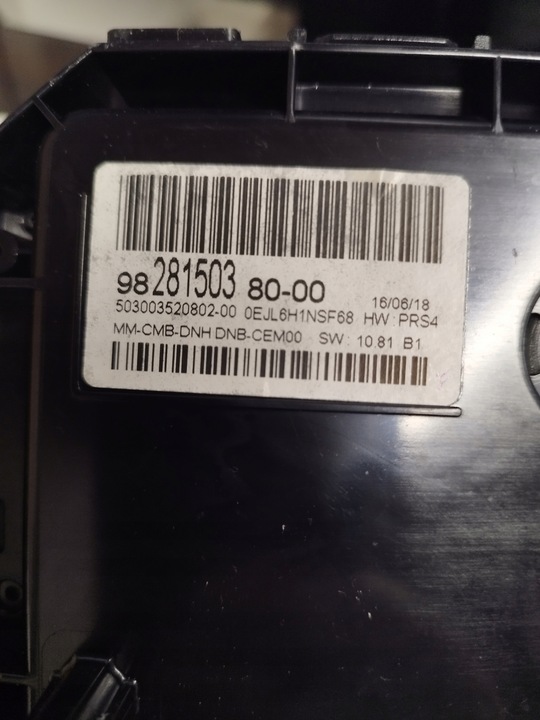 98 281503 80-00 16/06/18
503003520802-00 0EJL6H1NSF68 HW: PRS4
MM-CMB-DNH DNB-CEM00 SW: 10.81 B1